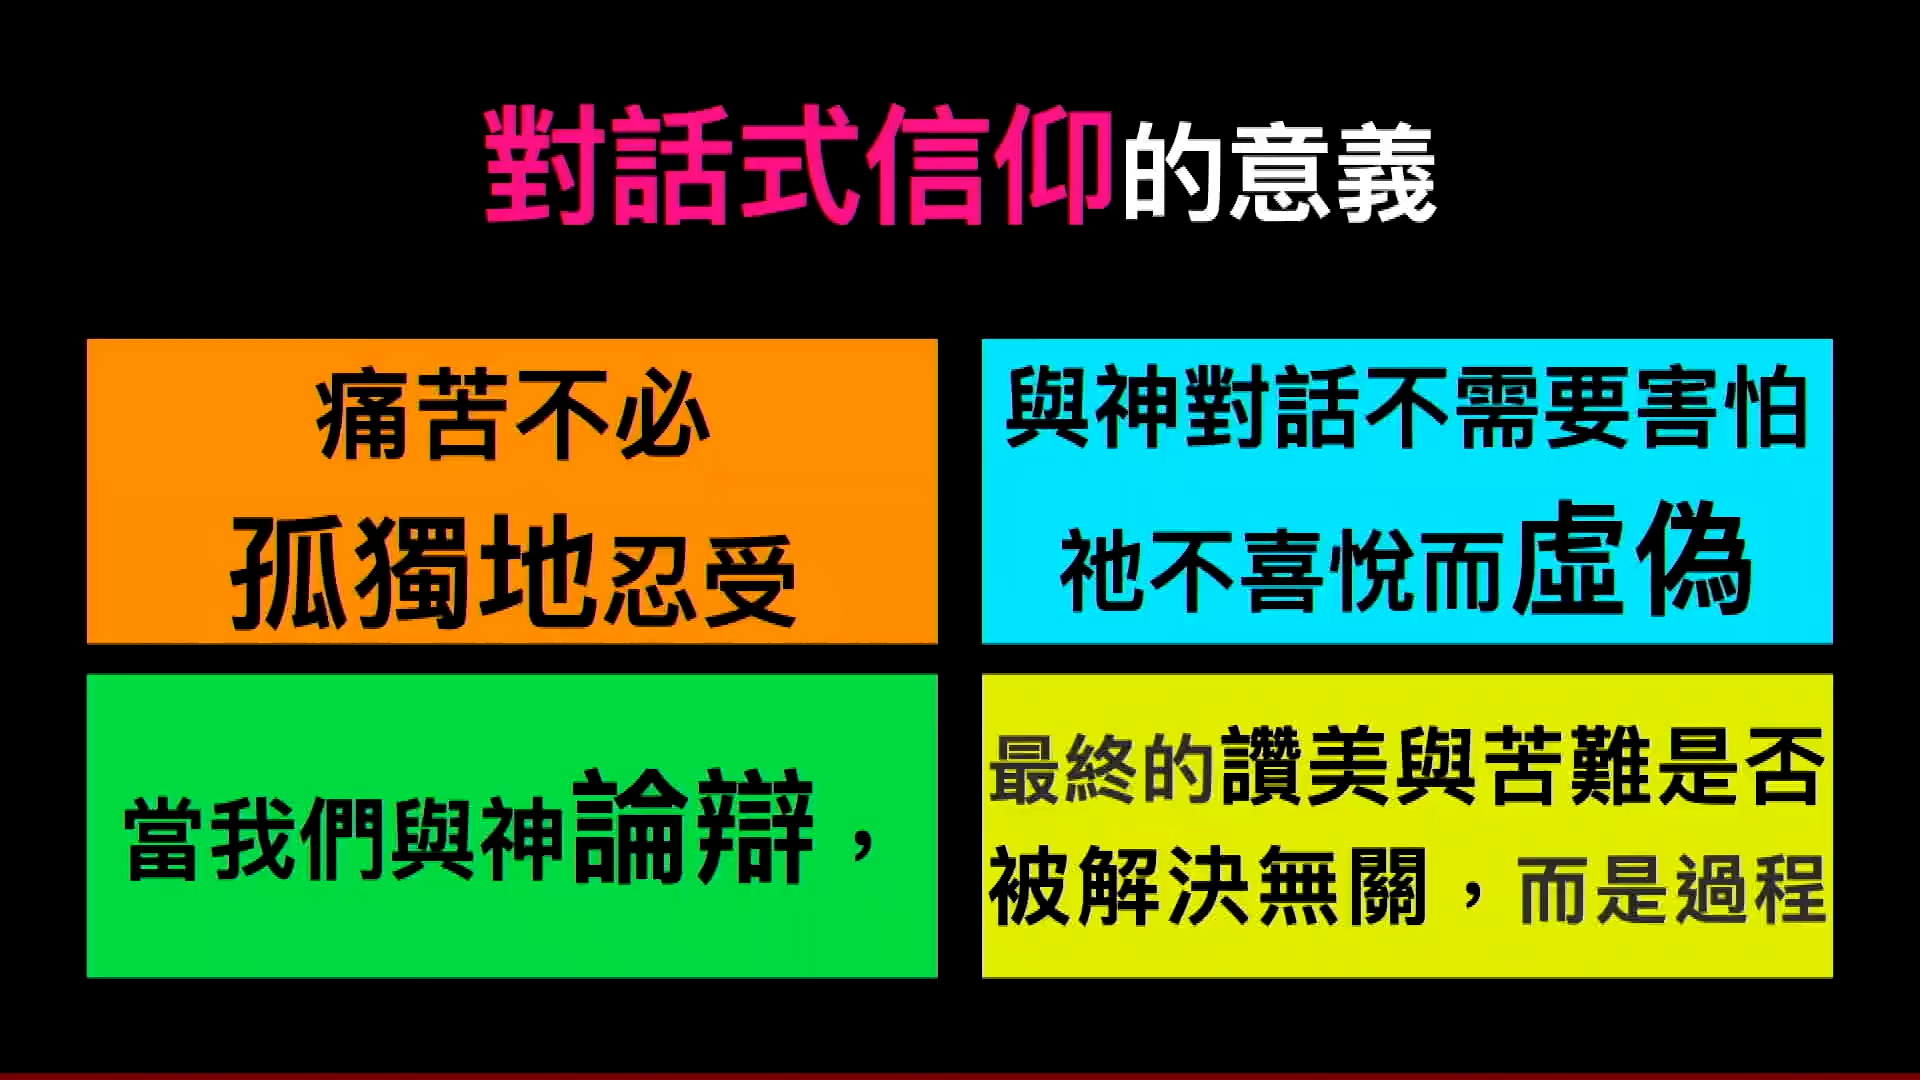 對話式信仰的意義
痛苦不必
孤獨地忍受
與神對話不需要害怕
祂不喜悅而虛偽
當我們與神論辯，
最終的讚美與苦難是否
被解決無關，而是過程